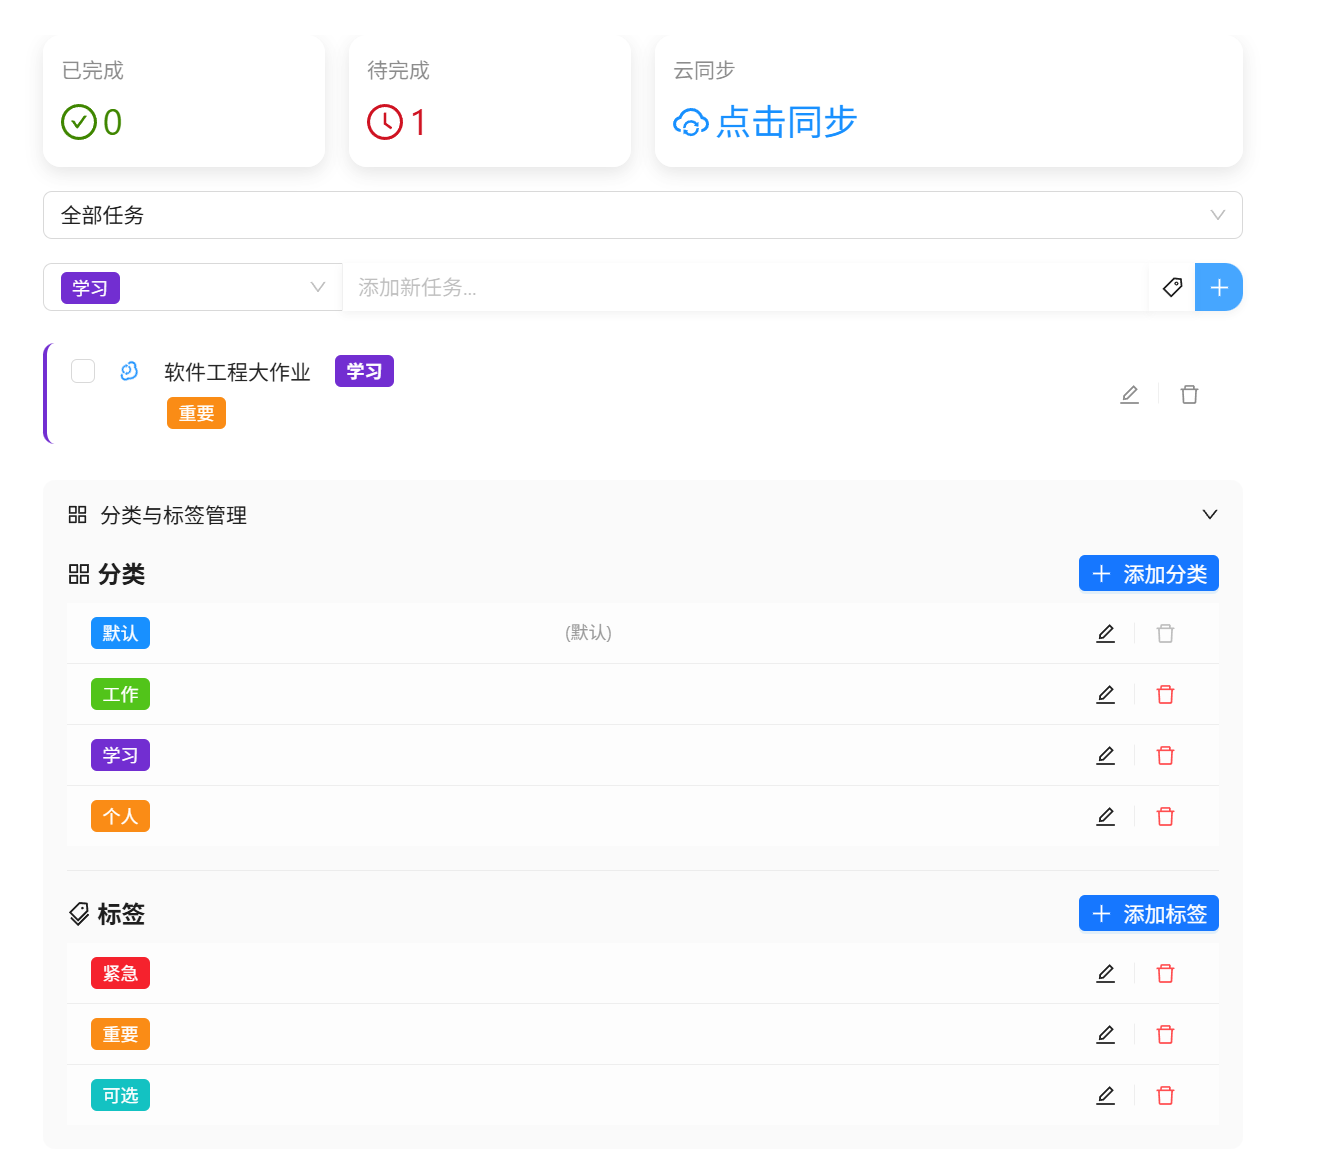 已完成
0
待完成
1
云同步
点击同步
全部任务
学习
添加新任务...
软件工程大作业 学习
重要
分类与标签管理
分类
添加分类
默认 (默认)
工作
学习
个人
标签
添加标签
紧急
重要
可选